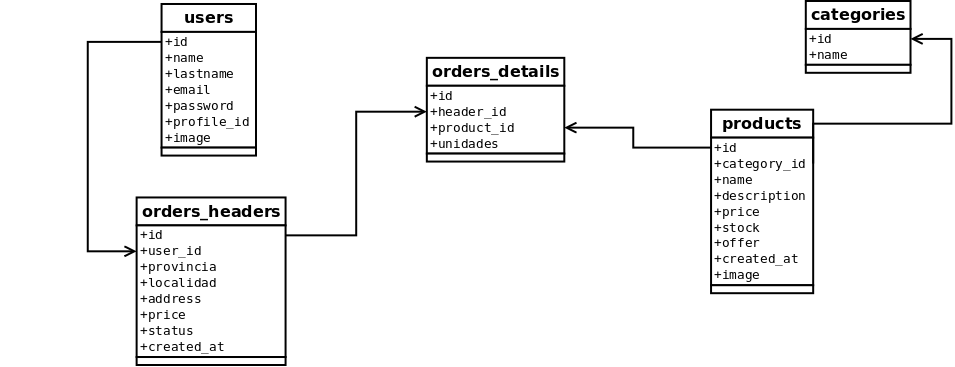 users
+id
+name
+lastname
+email
+password
+profile_id
+image
orders_headers
+id
+user_id
+provincia
+localidad
+address
+price
+status
+created_at
orders_details
+id
+header_id
+product_id
+unidades
categories
+id
+name
products
+id
+category_id
+name
+description
+price
+stock
+offer
+created_at
+image